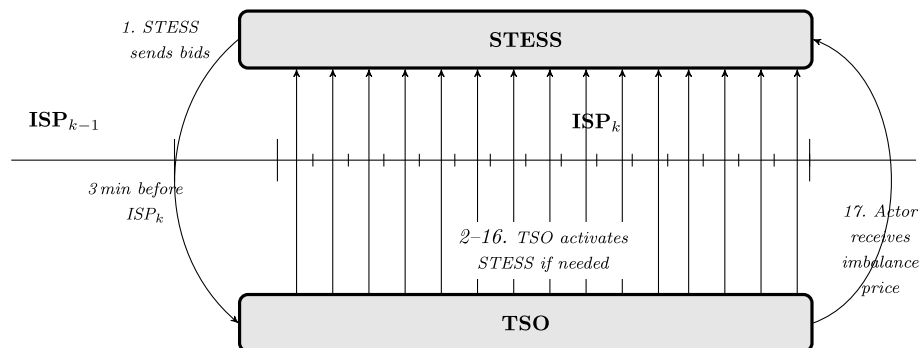 1. STESS
sends bids
STESS
ISP_{k−1}
ISP_k
3 min before
ISP_k
2–16. TSO activates
STESS if needed
17. Actor
receives
imbalance
price
TSO